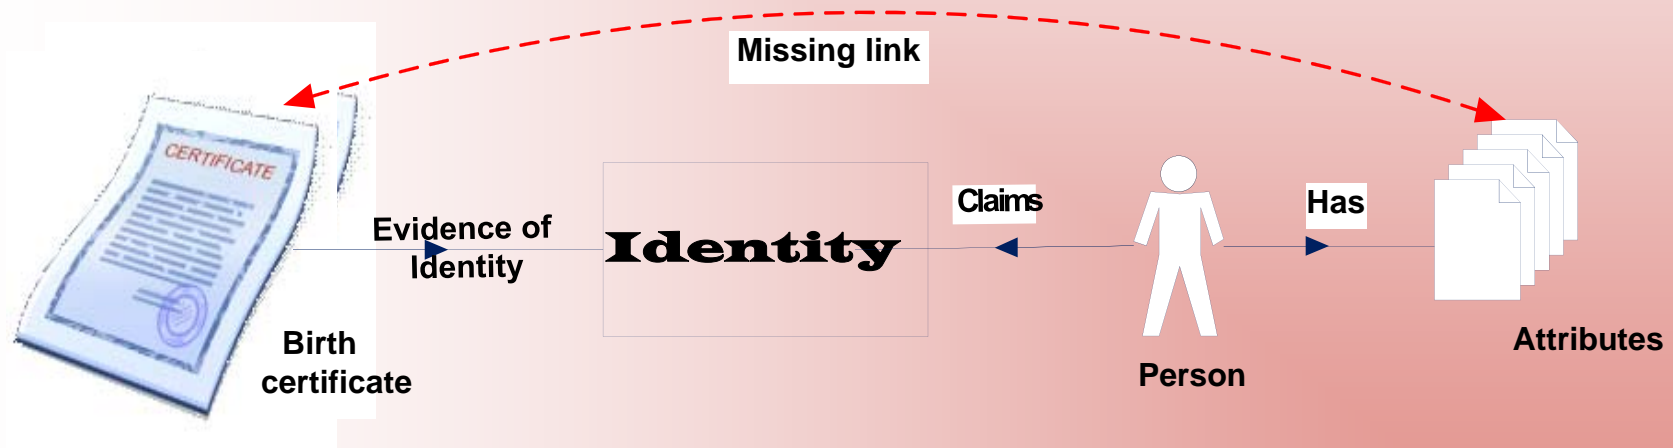 Missing link
CERTIFICATE
Evidence of
Identity
Identity
Claims
Has
Birth
certificate
Person
Attributes